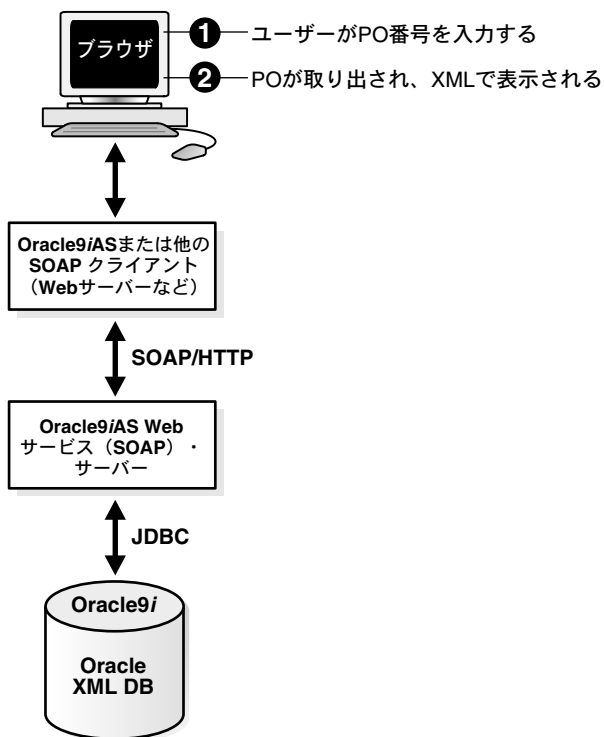 ブラウザ
1 ユーザーがPO番号を入力する
2 POが取り出され、XMLで表示される
Oracle9iASまたは他の
SOAP クライアント
（Webサーバーなど）
SOAP/HTTP
Oracle9iAS Web
サービス（SOAP）・
サーバー
JDBC
Oracle9i
Oracle
XML DB